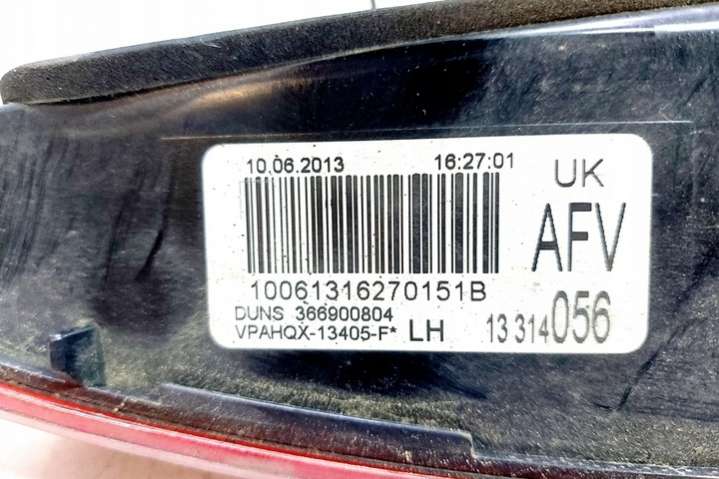 10.06.2013 16:27:01 UK
AFV
10061316270151B
DUNS 366900804
VPAHQX-13405-F* LH 13 314 056